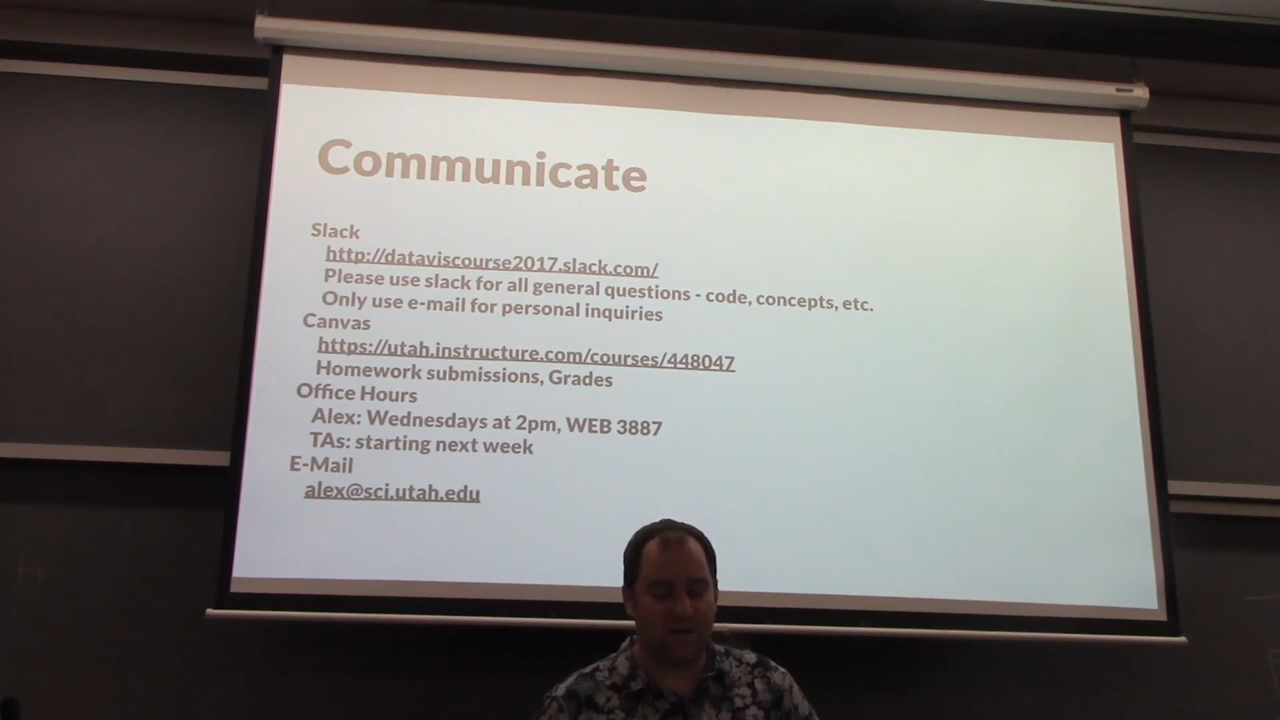 Communicate
Slack
http://dataviscourse2017.slack.com/
Please use slack for all general questions - code, concepts, etc.
Only use e-mail for personal inquiries
Canvas
https://utah.instructure.com/courses/448047
Homework submissions, Grades
Office Hours
Alex: Wednesdays at 2pm, WEB 3887
TAs: starting next week
E-Mail
alex@sci.utah.edu